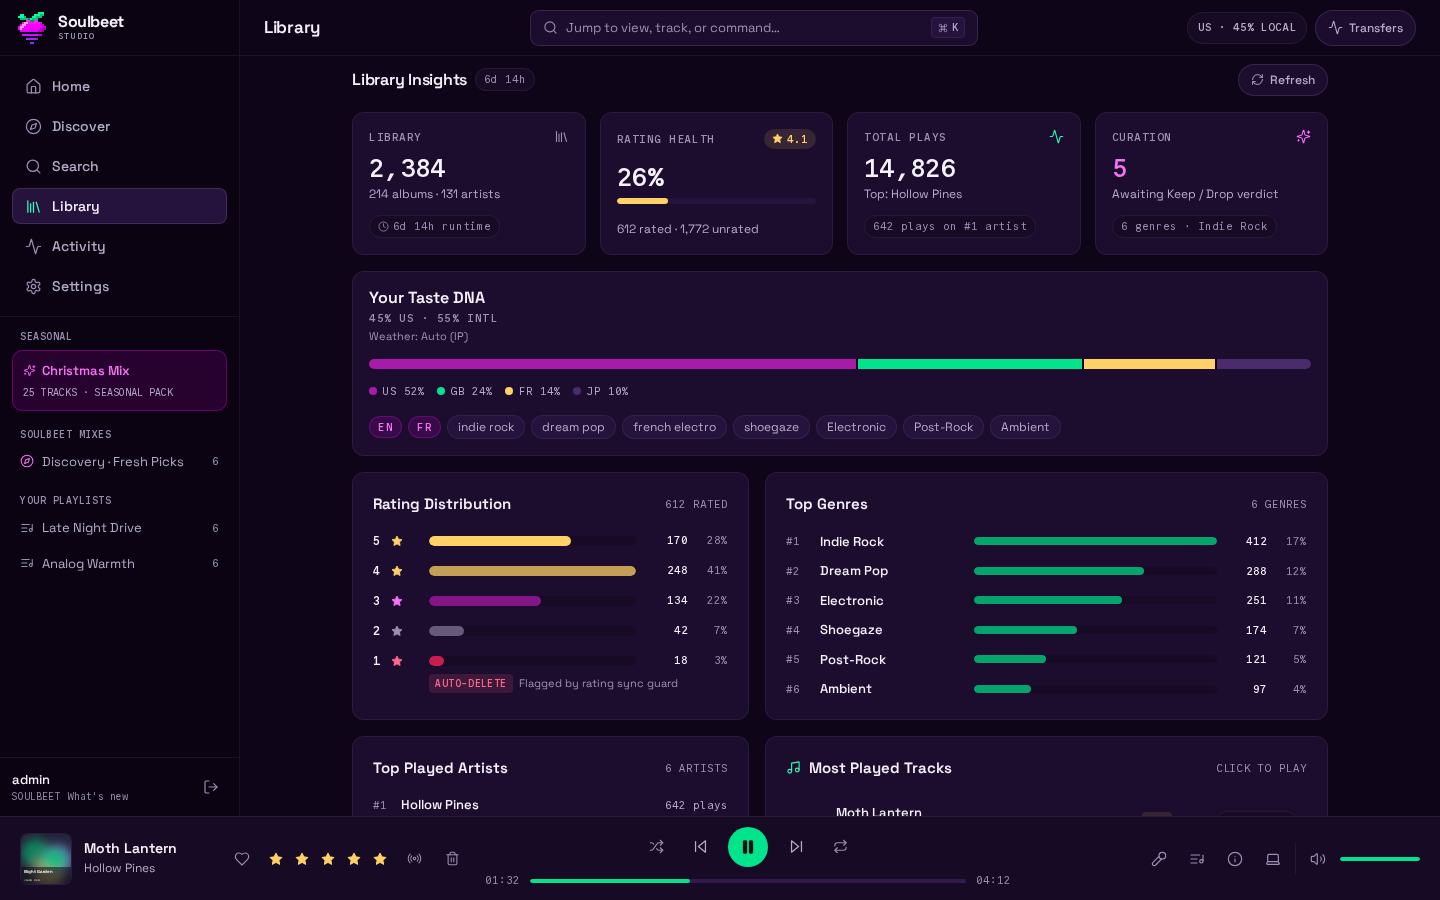 Soulbeet
STUDIO
Home
Discover
Search
Library
Activity
Settings
SEASONAL
Christmas Mix
25 TRACKS · SEASONAL PACK
SOULBEET MIXES
Discovery · Fresh Picks 6
YOUR PLAYLISTS
Late Night Drive 6
Analog Warmth 6
admin
SOULBEET What's new
Library
Jump to view, track, or command... ⌘ K
US · 45% LOCAL
Transfers
Library Insights 6d 14h
Refresh
LIBRARY
2,384
214 albums · 131 artists
6d 14h runtime
RATING HEALTH 4.1
26%
612 rated · 1,772 unrated
TOTAL PLAYS
14,826
Top: Hollow Pines
642 plays on #1 artist
CURATION
5
Awaiting Keep / Drop verdict
6 genres · Indie Rock
Your Taste DNA
45% US · 55% INTL
Weather: Auto (IP)
US 52% GB 24% FR 14% JP 10%
EN FR indie rock dream pop french electro shoegaze Electronic Post-Rock Ambient
Rating Distribution 612 RATED
5 170 28%
4 248 41%
3 134 22%
2 42 7%
1 18 3%
AUTO-DELETE Flagged by rating sync guard
Top Genres 6 GENRES
#1 Indie Rock 412 17%
#2 Dream Pop 288 12%
#3 Electronic 251 11%
#4 Shoegaze 174 7%
#5 Post-Rock 121 5%
#6 Ambient 97 4%
Top Played Artists 6 ARTISTS
#1 Hollow Pines 642 plays
Most Played Tracks CLICK TO PLAY
Moth Lantern
Moth Lantern
Hollow Pines
01:32 04:12